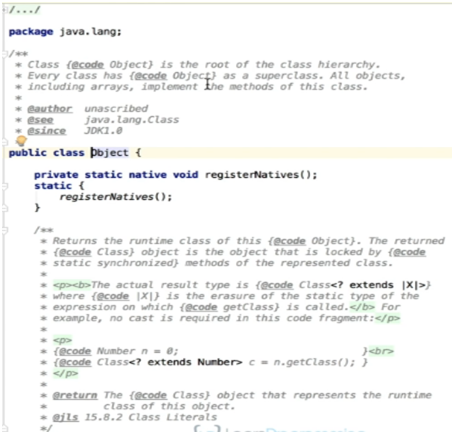 /.../
package java.lang;
/**
 * Class {@code Object} is the root of the class hierarchy.
 * Every class has {@code Object} as a superclass. All objects,
 * including arrays, implement the methods of this class.
 *
 * @author  unascribed
 * @see     java.lang.Class
 * @since   JDK1.0
public class Object {
    private static native void registerNatives();
    static {
        registerNatives();
    }
    /**
     * Returns the runtime class of this {@code Object}. The returned
     * {@code Class} object is the object that is locked by {@code
     * static synchronized} methods of the represented class.
     *
     * <p><b>The actual result type is {@code Class<? extends |X|>}
     * where {@code |X|} is the erasure of the static type of the
     * expression on which {@code getClass} is called.</b> For
     * example, no cast is required in this code fragment:</p>
     *
     * <p>
     * {@code Number n = 0;                             }<br>
     * {@code Class<? extends Number> c = n.getClass(); }
     * </p>
     *
     * @return The {@code Class} object that represents the runtime
     *         class of this object.
     * @jls 15.8.2 Class Literals
     */